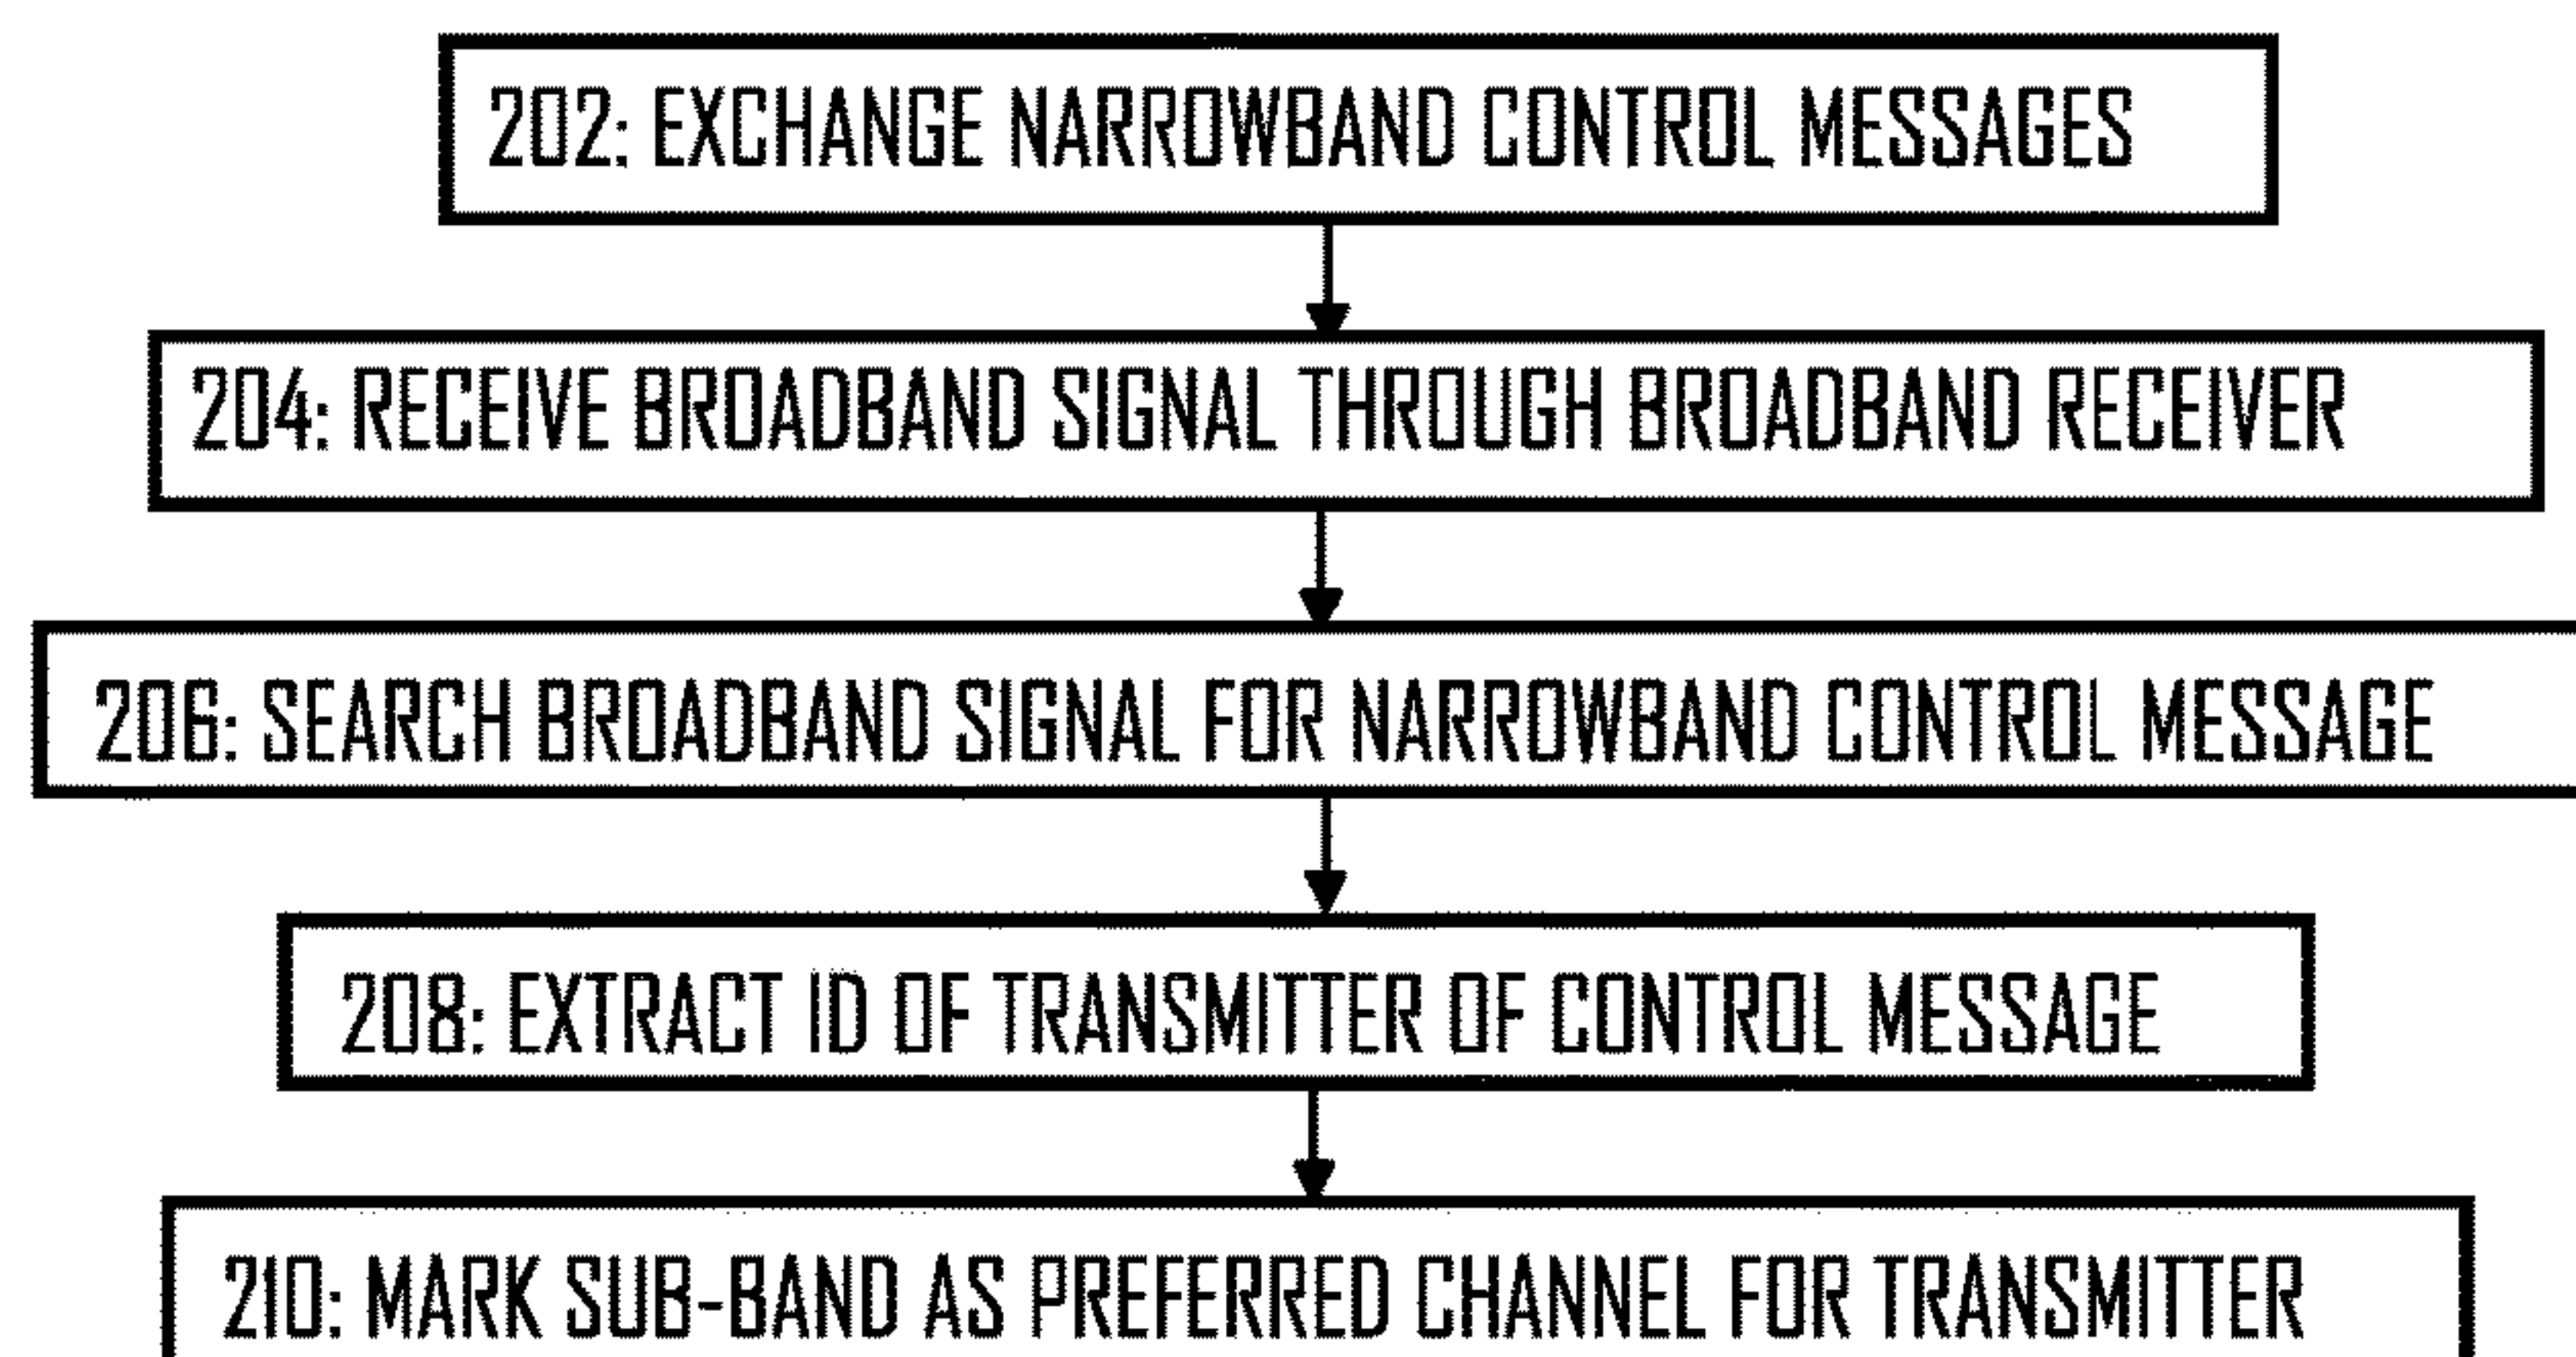 202: EXCHANGE NARROWBAND CONTROL MESSAGES
204: RECEIVE BROADBAND SIGNAL THROUGH BROADBAND RECEIVER
206: SEARCH BROADBAND SIGNAL FOR NARROWBAND CONTROL MESSAGE
208: EXTRACT ID OF TRANSMITTER OF CONTROL MESSAGE
210: MARK SUB-BAND AS PREFERRED CHANNEL FOR TRANSMITTER